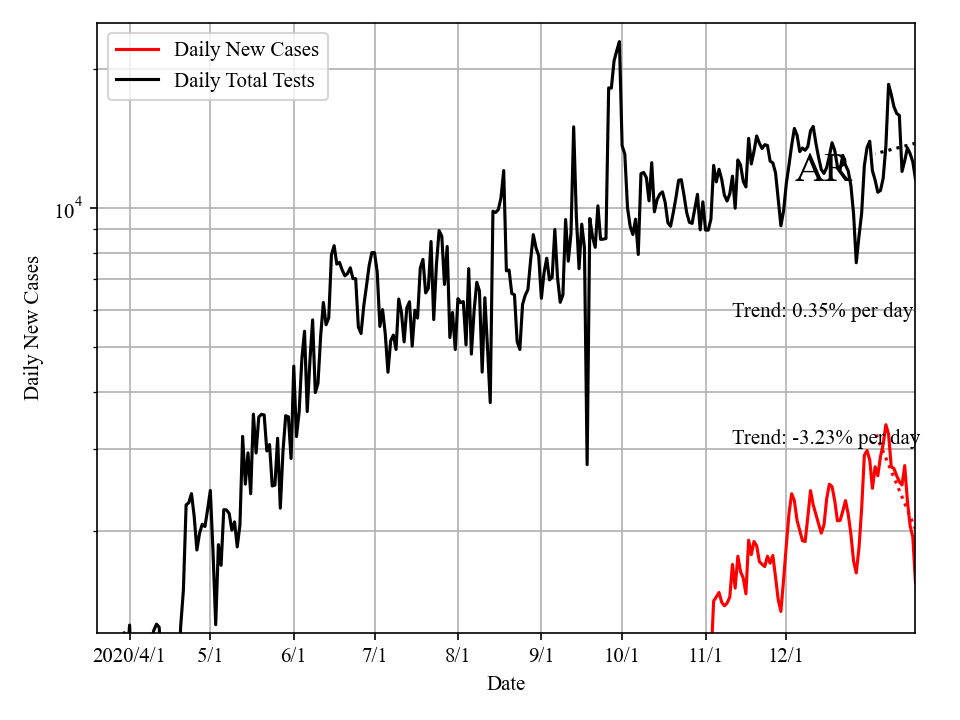 Daily New Cases
Daily Total Tests
AR
10^4
Trend: 0.35% per day
Trend: -3.23% per day
Daily New Cases
2020/4/1 5/1 6/1 7/1 8/1 9/1 10/1 11/1 12/1
Date